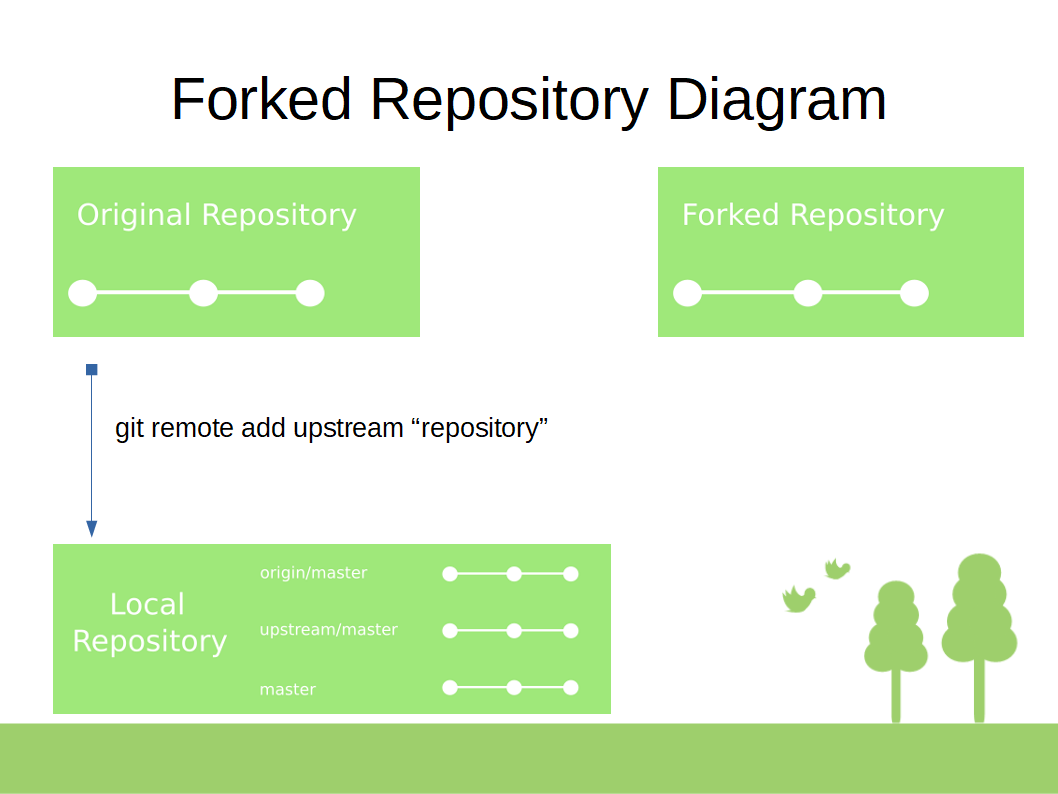 Forked Repository Diagram
Original Repository
Forked Repository
git remote add upstream “repository”
Local
Repository
origin/master
upstream/master
master